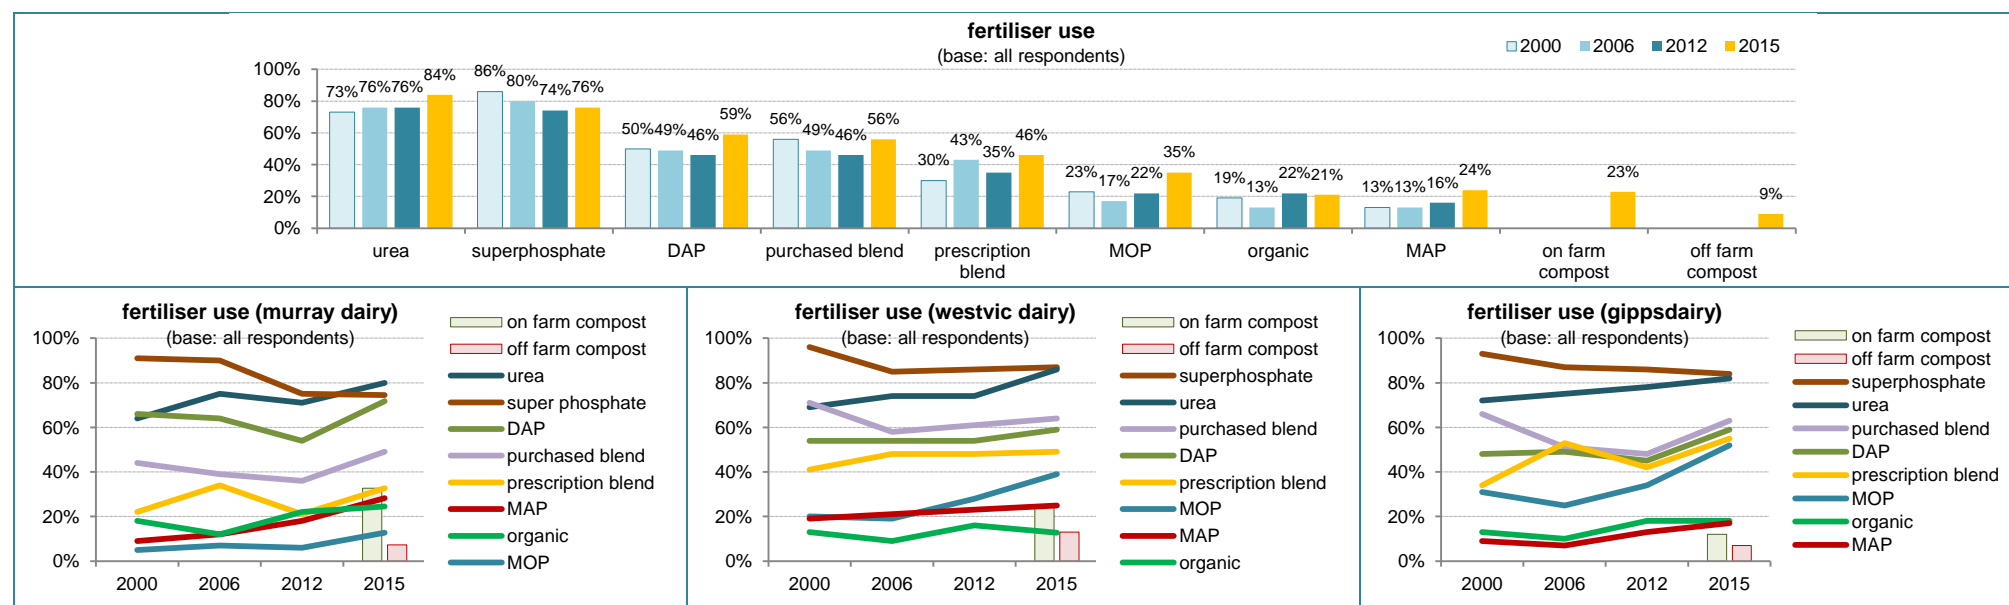 fertiliser use
(base: all respondents)
2000 2006 2012 2015
100%
80%
60%
40%
20%
0%
73% 76% 76% 84%
86% 80% 74% 76%
50% 49% 46% 59%
56% 49% 46% 56%
30% 43% 35% 46%
23% 17% 22% 35%
19% 13% 22% 21%
13% 13% 16% 24%
23%
9%
urea
superphosphate
DAP
purchased blend
prescription
blend
MOP
organic
MAP
on farm
compost
off farm
compost
fertiliser use (murray dairy)
(base: all respondents)
100%
80%
60%
40%
20%
0%
2000 2006 2012 2015
on farm compost
off farm compost
urea
super phosphate
DAP
purchased blend
prescription blend
MAP
organic
MOP
fertiliser use (westvic dairy)
(base: all respondents)
100%
80%
60%
40%
20%
0%
2000 2006 2012 2015
on farm compost
off farm compost
superphosphate
urea
purchased blend
DAP
prescription blend
MOP
MAP
organic
fertiliser use (gippsdairy)
(base: all respondents)
100%
80%
60%
40%
20%
0%
2000 2006 2012 2015
on farm compost
off farm compost
superphosphate
urea
purchased blend
DAP
prescription blend
MOP
organic
MAP